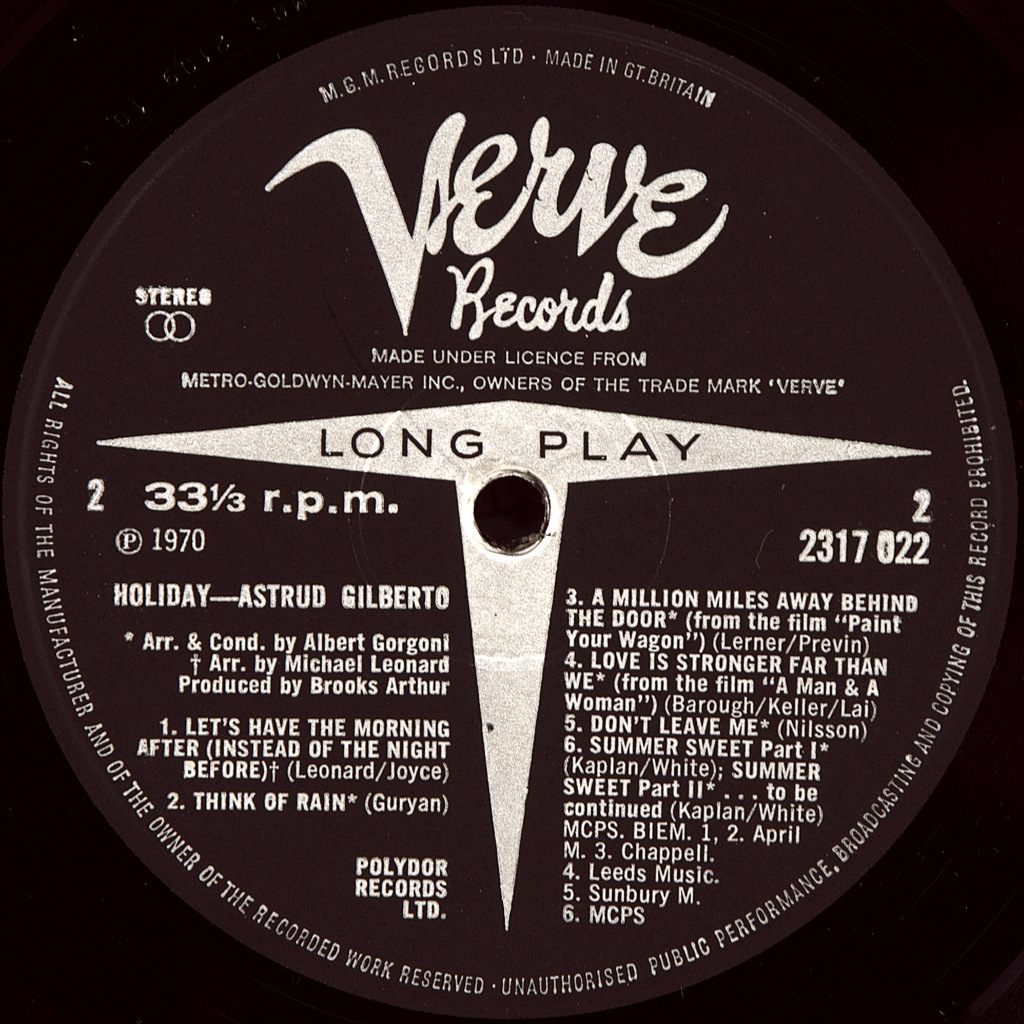 M.G.M. RECORDS LTD · MADE IN GT. BRITAIN
Verve
Records
STEREO
MADE UNDER LICENCE FROM
METRO-GOLDWYN-MAYER INC., OWNERS OF THE TRADE MARK 'VERVE'
LONG PLAY
2 33⅓ r.p.m.
℗ 1970
2
2317 022
HOLIDAY—ASTRUD GILBERTO
* Arr. & Cond. by Albert Gorgoni
† Arr. by Michael Leonard
Produced by Brooks Arthur
1. LET'S HAVE THE MORNING
AFTER (INSTEAD OF THE NIGHT
BEFORE)† (Leonard/Joyce)
2. THINK OF RAIN* (Guryan)
POLYDOR
RECORDS
LTD.
3. A MILLION MILES AWAY BEHIND
THE DOOR* (from the film "Paint
Your Wagon") (Lerner/Previn)
4. LOVE IS STRONGER FAR THAN
WE* (from the film "A Man & A
Woman") (Barough/Keller/Lai)
5. DON'T LEAVE ME* (Nilsson)
6. SUMMER SWEET Part I*
(Kaplan/White); SUMMER
SWEET Part II* . . . to be
continued (Kaplan/White)
MCPS. BIEM. 1, 2. April
M. 3. Chappell.
4. Leeds Music.
5. Sunbury M.
6. MCPS
ALL RIGHTS OF THE MANUFACTURER AND OF THE OWNER OF THE RECORDED WORK RESERVED · UNAUTHORISED PUBLIC PERFORMANCE, BROADCASTING AND COPYING OF THIS RECORD PROHIBITED.